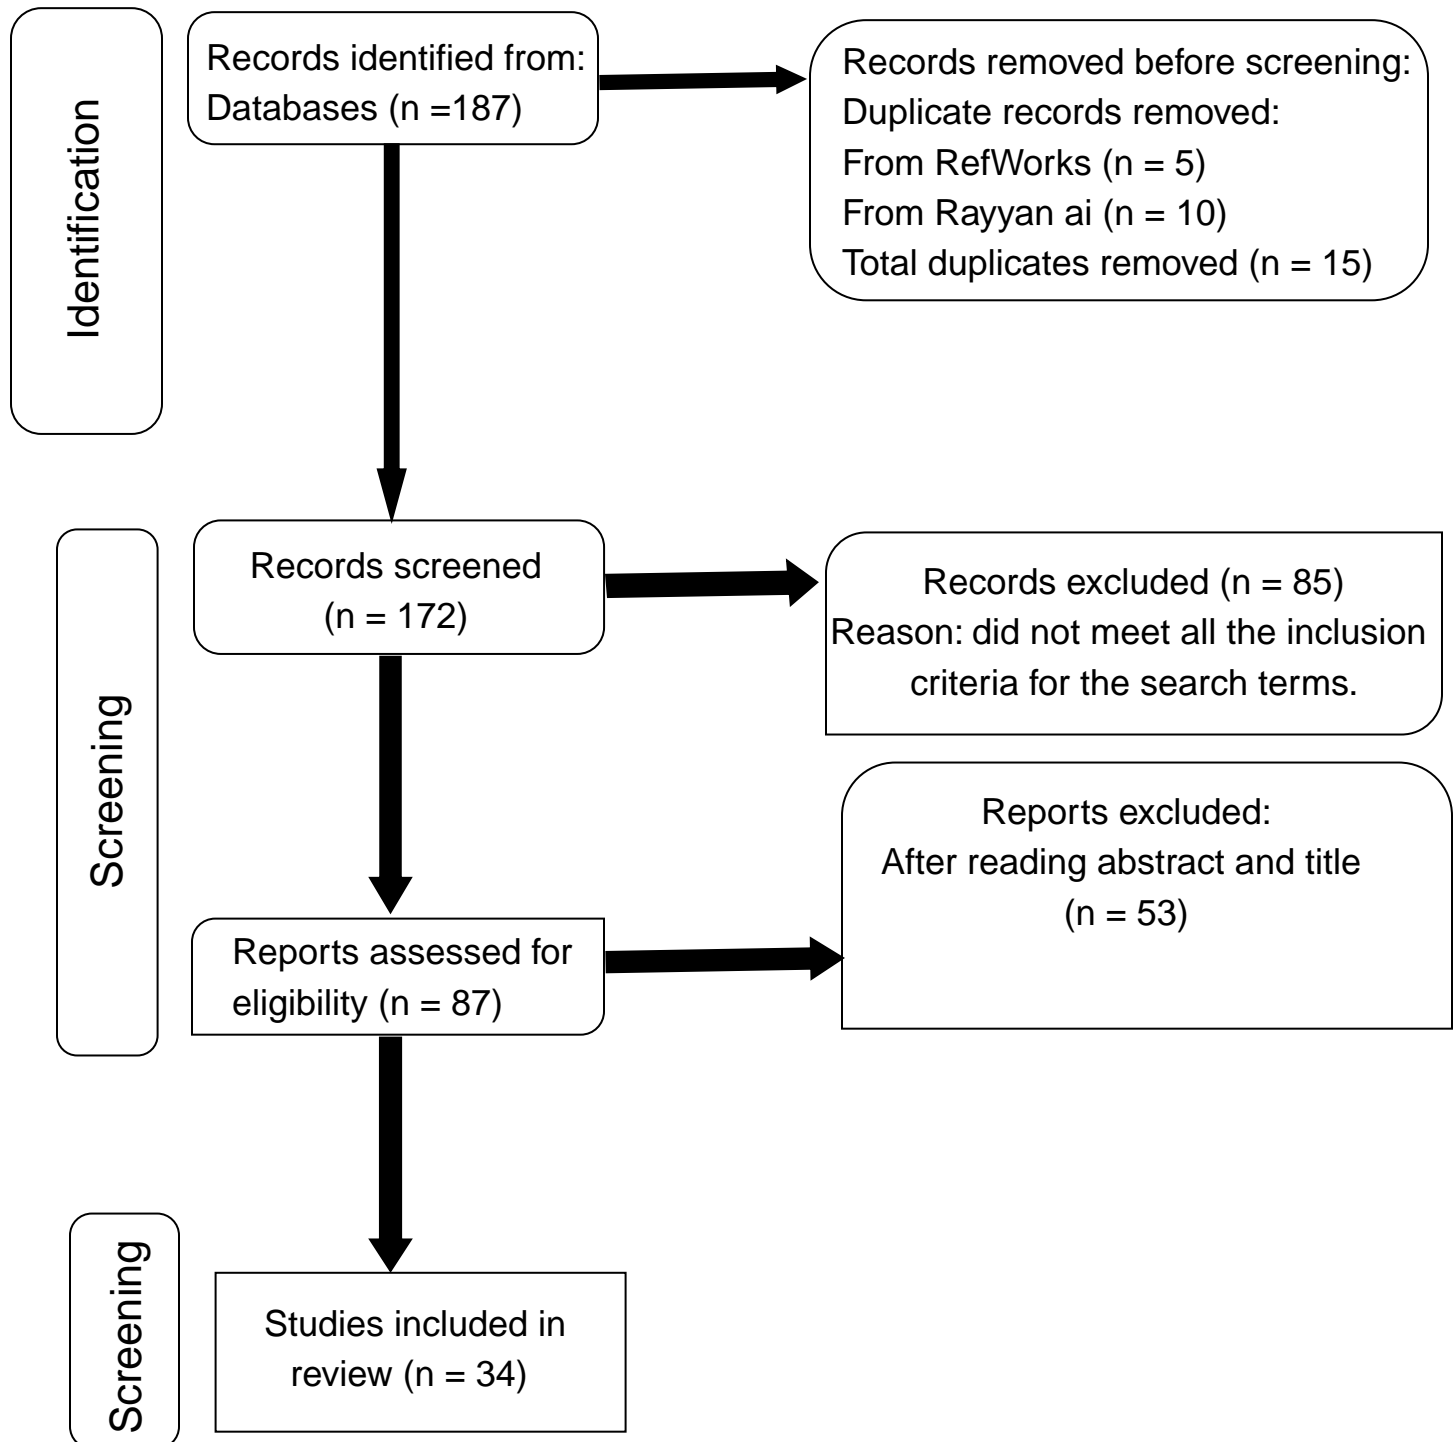 Identification
Records identified from:
Databases (n =187)
Records removed before screening:
Duplicate records removed:
From RefWorks (n = 5)
From Rayyan ai (n = 10)
Total duplicates removed (n = 15)
Screening
Records screened
(n = 172)
Records excluded (n = 85)
Reason: did not meet all the inclusion
criteria for the search terms.
Reports assessed for
eligibility (n = 87)
Reports excluded:
After reading abstract and title
(n = 53)
Screening
Studies included in
review (n = 34)